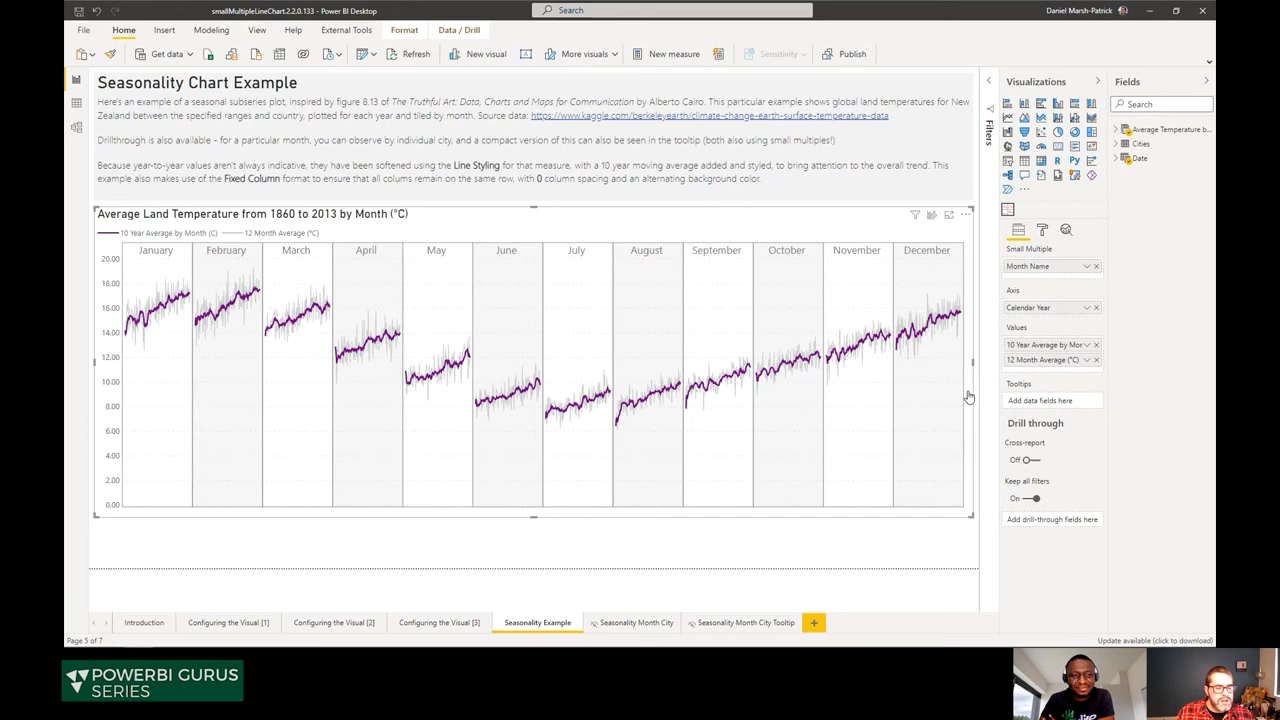 smallMultipleLineChart.2.2.0.133 - Power BI Desktop
Search
Daniel Marsh-Patrick
File Home Insert Modeling View Help External Tools Format Data / Drill
Get data Refresh New visual More visuals New measure Sensitivity Publish
Seasonality Chart Example
Here's an example of a seasonal subseries plot, inspired by figure 8.13 of The Truthful Art: Data, Charts and Maps for Communication by Alberto Cairo. This particular example shows global land temperatures for New
Zealand between the specified ranges and country, plotted for each year and divided by month. Source data: https://www.kaggle.com/berkeleyearth/climate-change-earth-surface-temperature-data
Drillthrough is also available - for a particular month, you can observe by individual city, and a compact version of this can also be seen in the tooltip (both also using small multiples!)
Because year-to-year values aren't always indicative, they have been softened using the Line Styling for that measure, with a 10 year moving average added and styled, to bring attention to the overall trend. This
example also makes use of the Fixed Column format to ensure that all colums remain on the same row, with 0 column spacing and an alternating background color.
Average Land Temperature from 1860 to 2013 by Month (°C)
10 Year Average by Month (C) 12 Month Average (°C)
January February March April May June July August September October November December
20.00
18.00
16.00
14.00
12.00
10.00
8.00
6.00
4.00
2.00
0.00
Filters
Visualizations
R Py
Small Multiple
Month Name
Axis
Calendar Year
Values
10 Year Average by Mor
12 Month Average (°C)
Tooltips
Add data fields here
Drill through
Cross-report
Off
Keep all filters
On
Add drill-through fields here
Fields
Search
Average Temperature b...
Cities
Date
Introduction Configuring the Visual [1] Configuring the Visual [2] Configuring the Visual [3] Seasonality Example Seasonality Month City Seasonality Month City Tooltip
Page 5 of 7
Update available (click to download)
POWERBI GURUS
SERIES